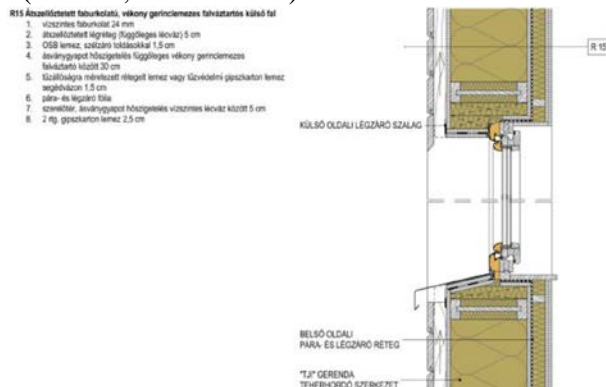 R15 Átszellőztetett faburkolatú, vékony gerinclemezes falváztartós külső fal
1. vízszintes faburkolat 24 mm
2. átszellőztetett légréteg (függőleges lécváz) 5 cm
3. OSB lemez, szélzáró toldásokkal 1,5 cm
4. ásványgyapot hőszigetelés függőleges vékony gerinclemezes
falváztartó között 30 cm
5. tűzállóságra méretezett rétegelt lemez vagy tűzvédelmi gipszkarton lemez
segédvázon 1,5 cm
6. pára- és légzáró fólia
7. szerelőtér, ásványgyapot hőszigetelés vízszintes lécváz között 5 cm
8. 2 rtg. gipszkarton lemez 2,5 cm
R 15
KÜLSŐ OLDALI LÉGZÁRÓ SZALAG
BELSŐ OLDALI
PÁRA- ÉS LÉGZÁRÓ RÉTEG
"TJI" GERENDA
TEHERHORDÓ SZERKEZET